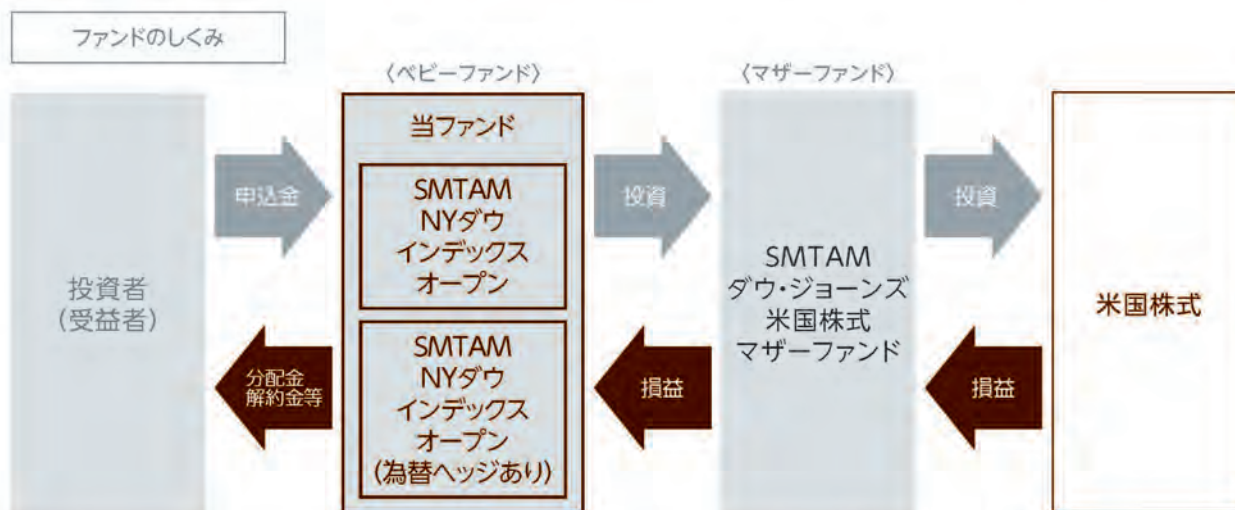 ファンドのしくみ
〈ベビーファンド〉
〈マザーファンド〉
投資者
(受益者)
申込金
分配金
解約金等
当ファンド
SMTAM
NYダウ
インデックス
オープン
SMTAM
NYダウ
インデックス
オープン
(為替ヘッジあり)
投資
損益
SMTAM
ダウ・ジョーンズ
米国株式
マザーファンド
投資
損益
米国株式